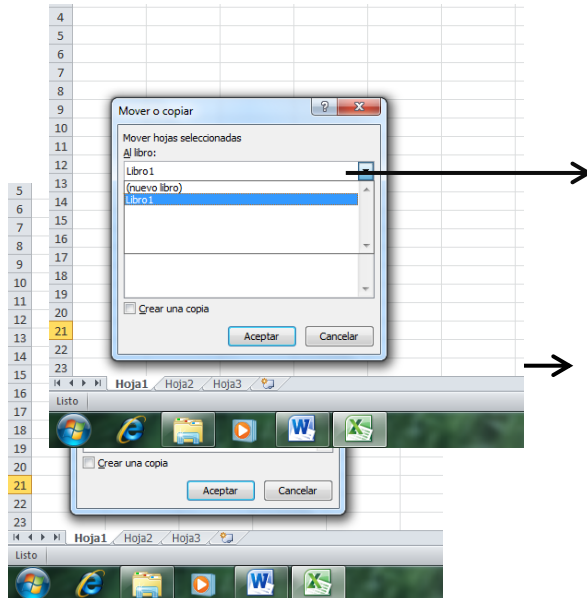 4
5
6
7
8
9
10
11
12
13
14
15
16
17
18
19
20
21
22
23
Mover o copiar
?
Mover hojas seleccionadas
Al libro:
Libro1
(nuevo libro)
Libro1
Crear una copia
Aceptar Cancelar
Hoja1 Hoja2 Hoja3
Listo
W
5
6
7
8
9
10
11
12
13
14
15
16
17
18
19
20
21
22
23
Crear una copia
Aceptar Cancelar
Hoja1 Hoja2 Hoja3
Listo
W